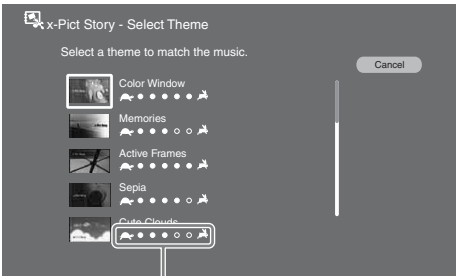 x-Pict Story - Select Theme
Select a theme to match the music.
Cancel
Color Window
Memories
Active Frames
Sepia
Cute Clouds